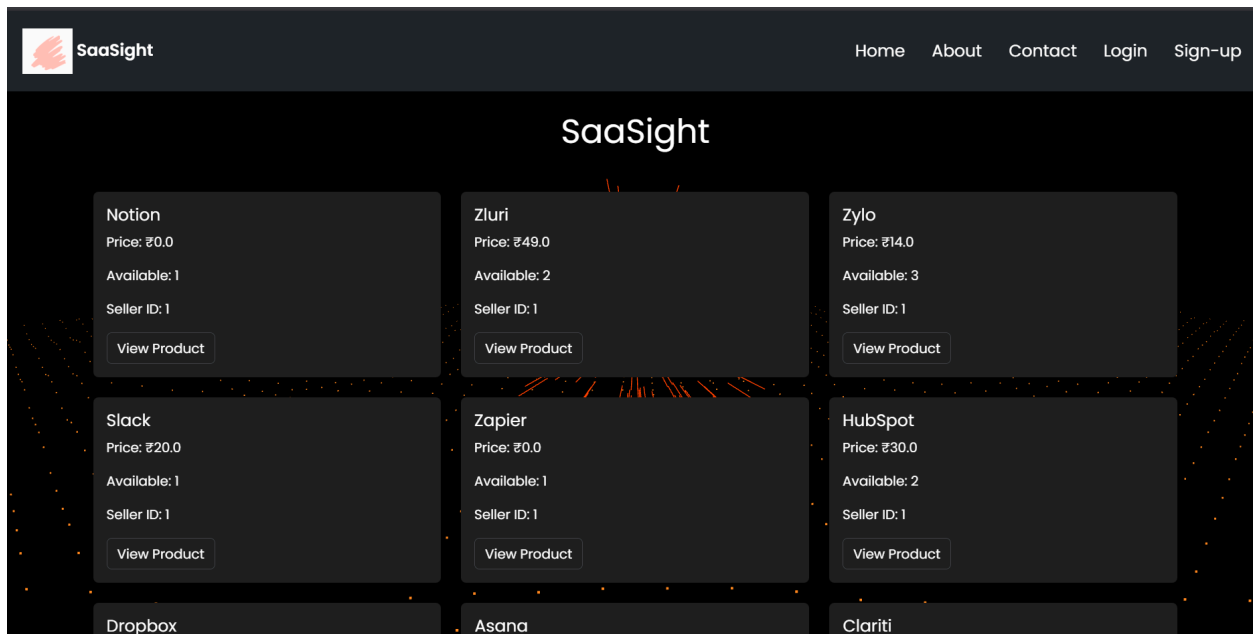 SaaSight
Home About Contact Login Sign-up
SaaSight
Notion
Price: ₹0.0
Available: 1
Seller ID: 1
View Product
Zluri
Price: ₹49.0
Available: 2
Seller ID: 1
View Product
Zylo
Price: ₹14.0
Available: 3
Seller ID: 1
View Product
Slack
Price: ₹20.0
Available: 1
Seller ID: 1
View Product
Zapier
Price: ₹0.0
Available: 1
Seller ID: 1
View Product
HubSpot
Price: ₹30.0
Available: 2
Seller ID: 1
View Product
Dropbox
Asana
Clariti